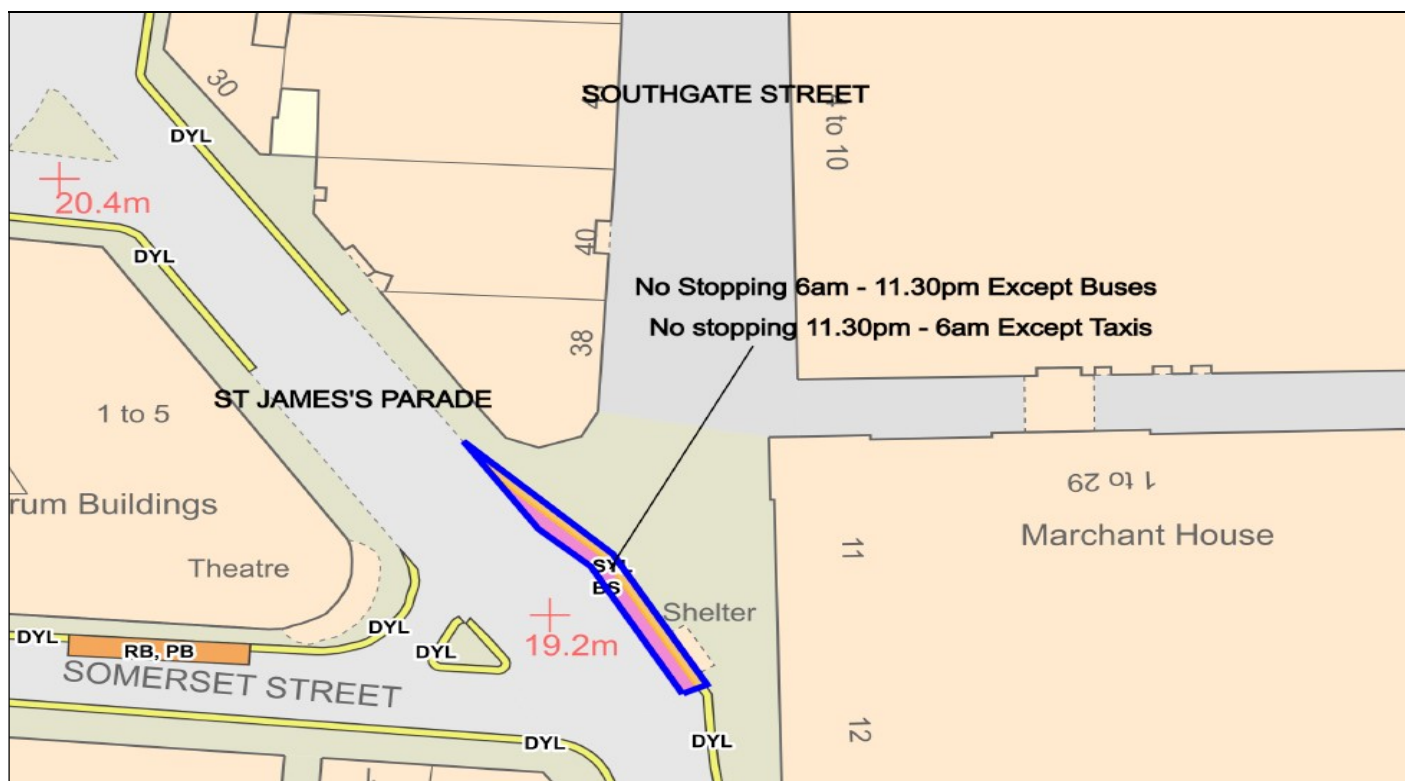 30
SOUTHGATE STREET
4 to 10
DYL
20.4m
DYL
40
No Stopping 6am - 11.30pm Except Buses
No stopping 11.30pm - 6am Except Taxis
38
ST JAMES'S PARADE
1 to 5
1 to 29
rum Buildings
Marchant House
11
Theatre
SYL
BS
Shelter
19.2m
DYL
DYL
DYL
RB, PB
SOMERSET STREET
DYL
DYL
12